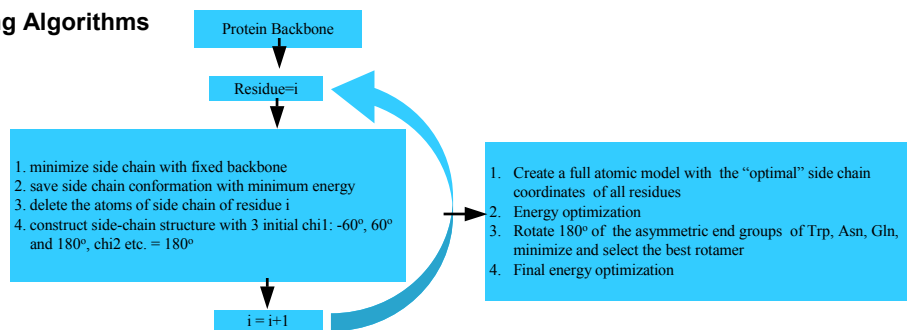 g Algorithms
Protein Backbone
Residue=i
1. minimize side chain with fixed backbone
2. save side chain conformation with minimum energy
3. delete the atoms of side chain of residue i
4. construct side-chain structure with 3 initial chi1: -60º, 60º
and 180º, chi2 etc. = 180º
i = i+1
1. Create a full atomic model with the “optimal” side chain
coordinates of all residues
2. Energy optimization
3. Rotate 180º of the asymmetric end groups of Trp, Asn, Gln,
minimize and select the best rotamer
4. Final energy optimization